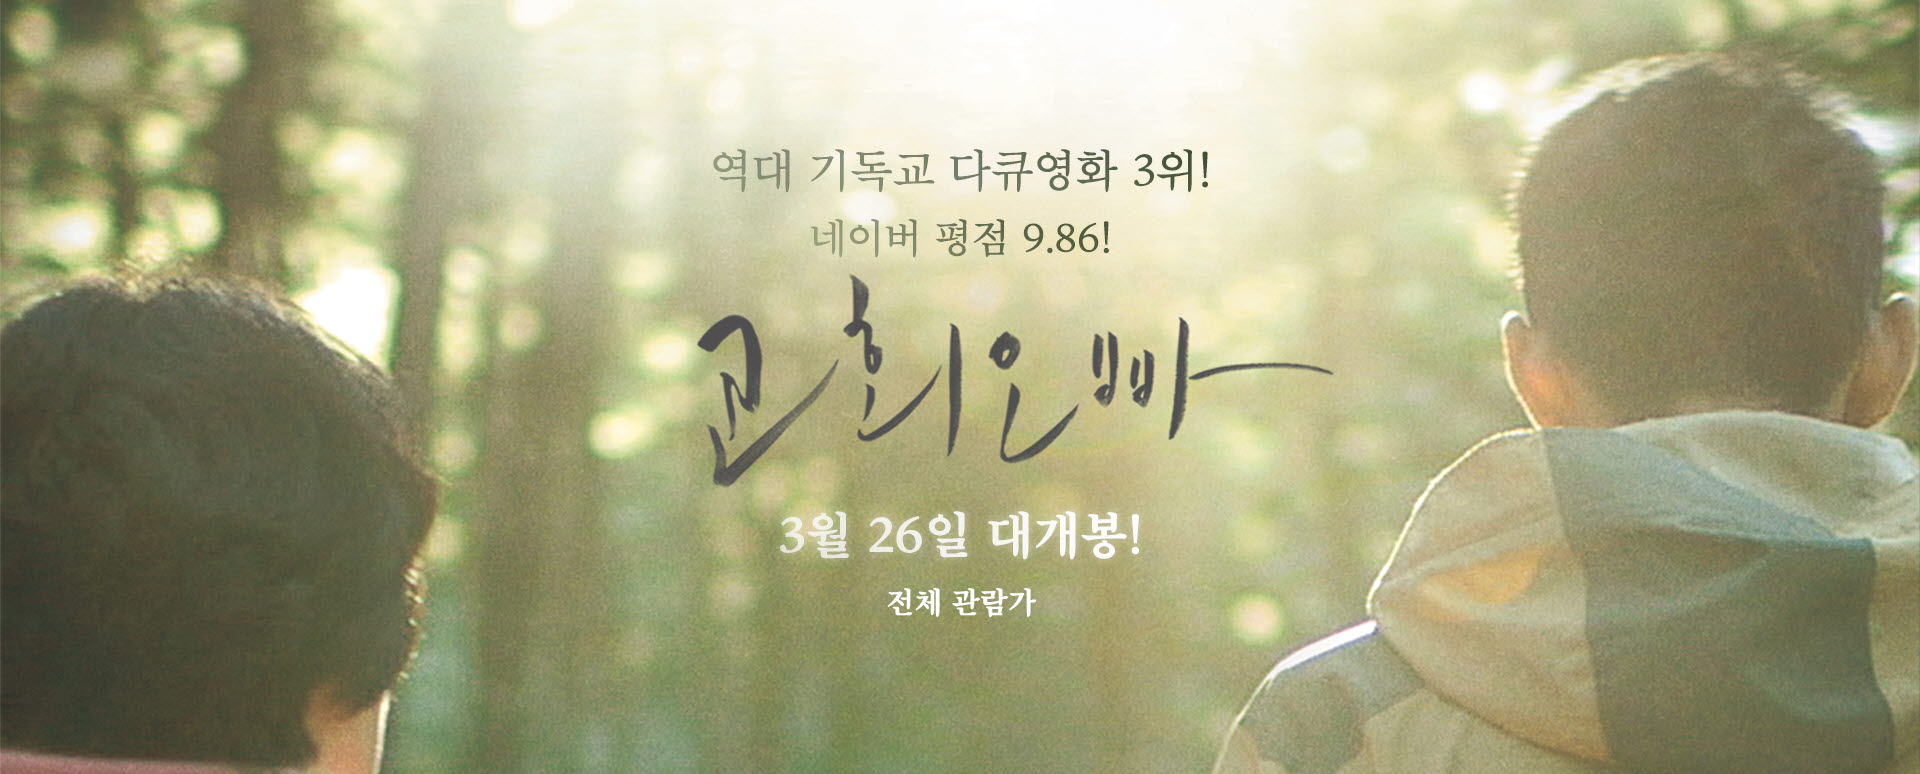 역대 기독교 다큐영화 3위!
네이버 평점 9.86!
교회오빠
3월 26일 대개봉!
전체 관람가